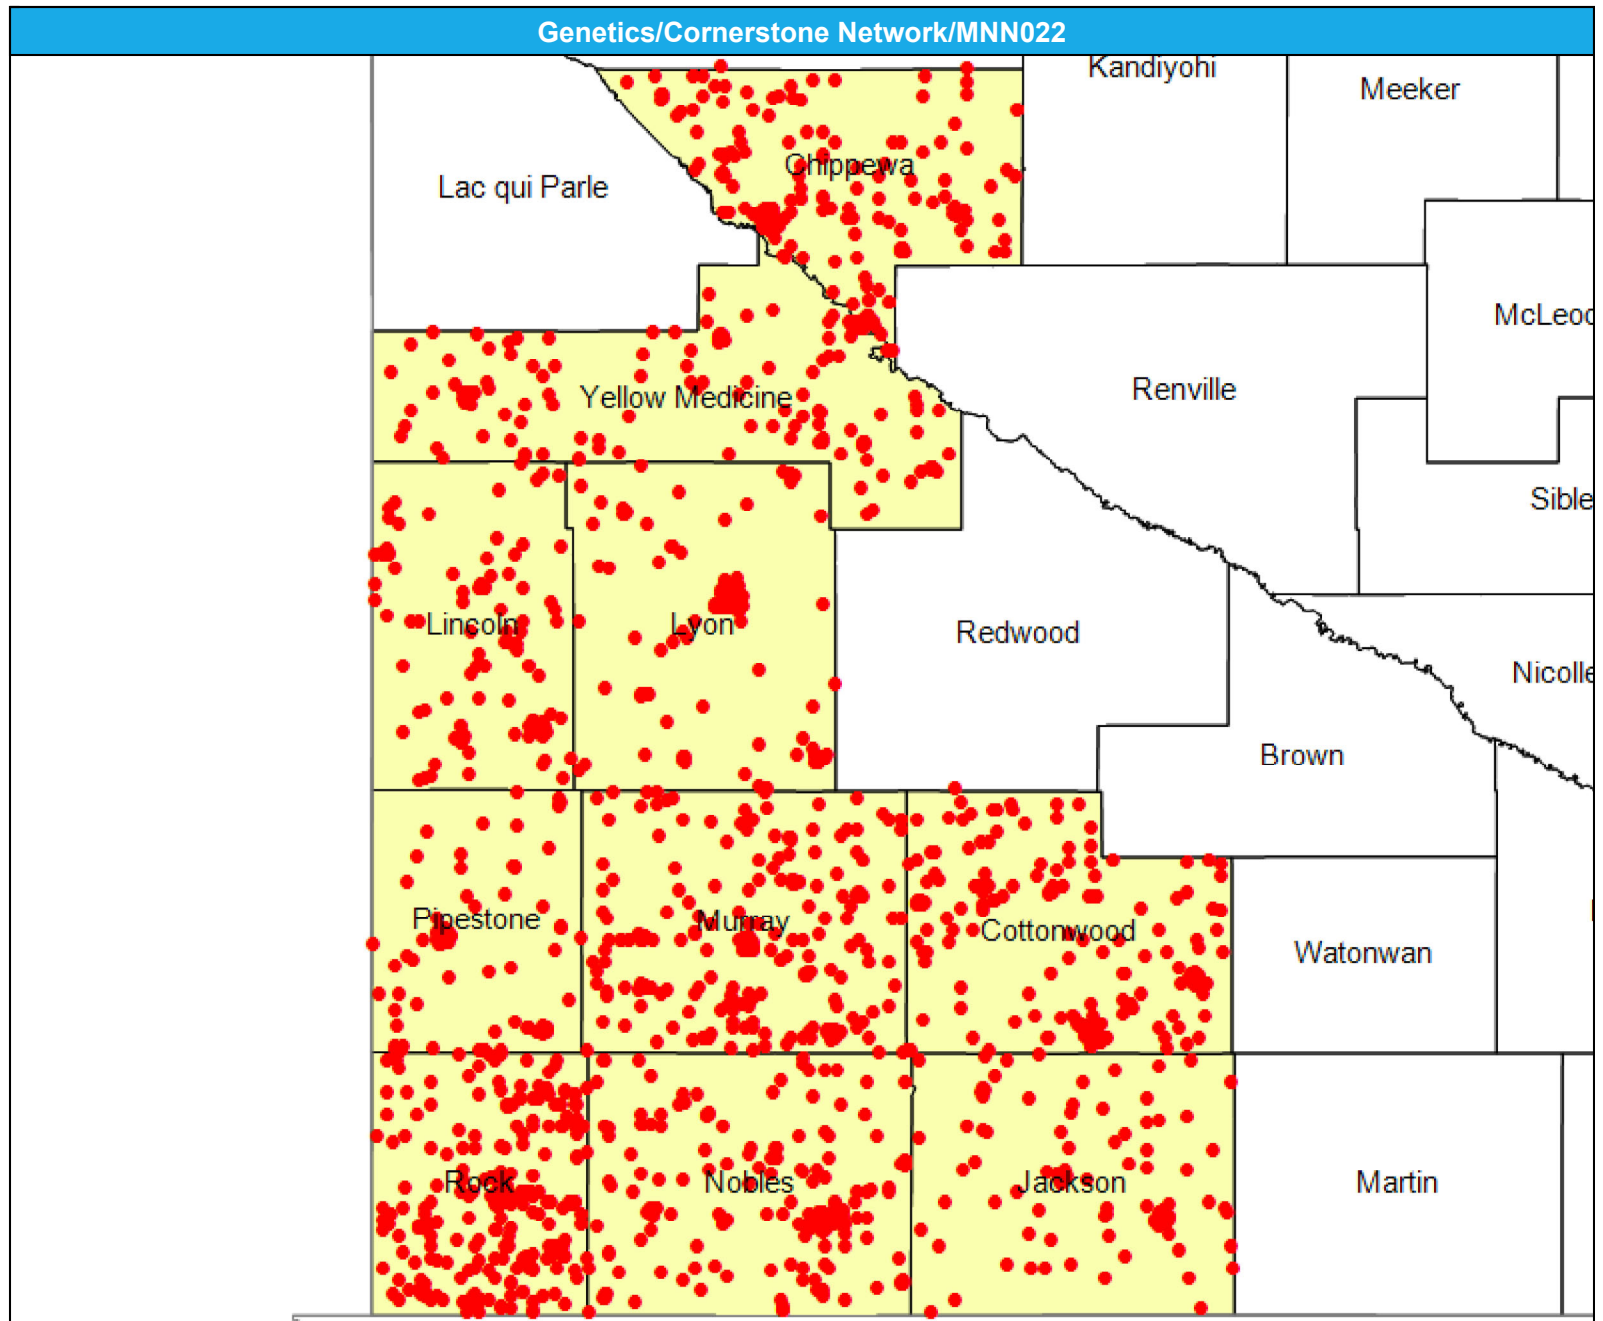 Genetics/Cornerstone Network/MNN022
Kandiyohi
Meeker
Chippewa
Lac qui Parle
McLeod
Renville
Yellow Medicine
Sible
Lincoln
Lyon
Redwood
Nicolle
Brown
Pipestone
Murray
Cottonwood
Watonwan
Rock
Nobles
Jackson
Martin